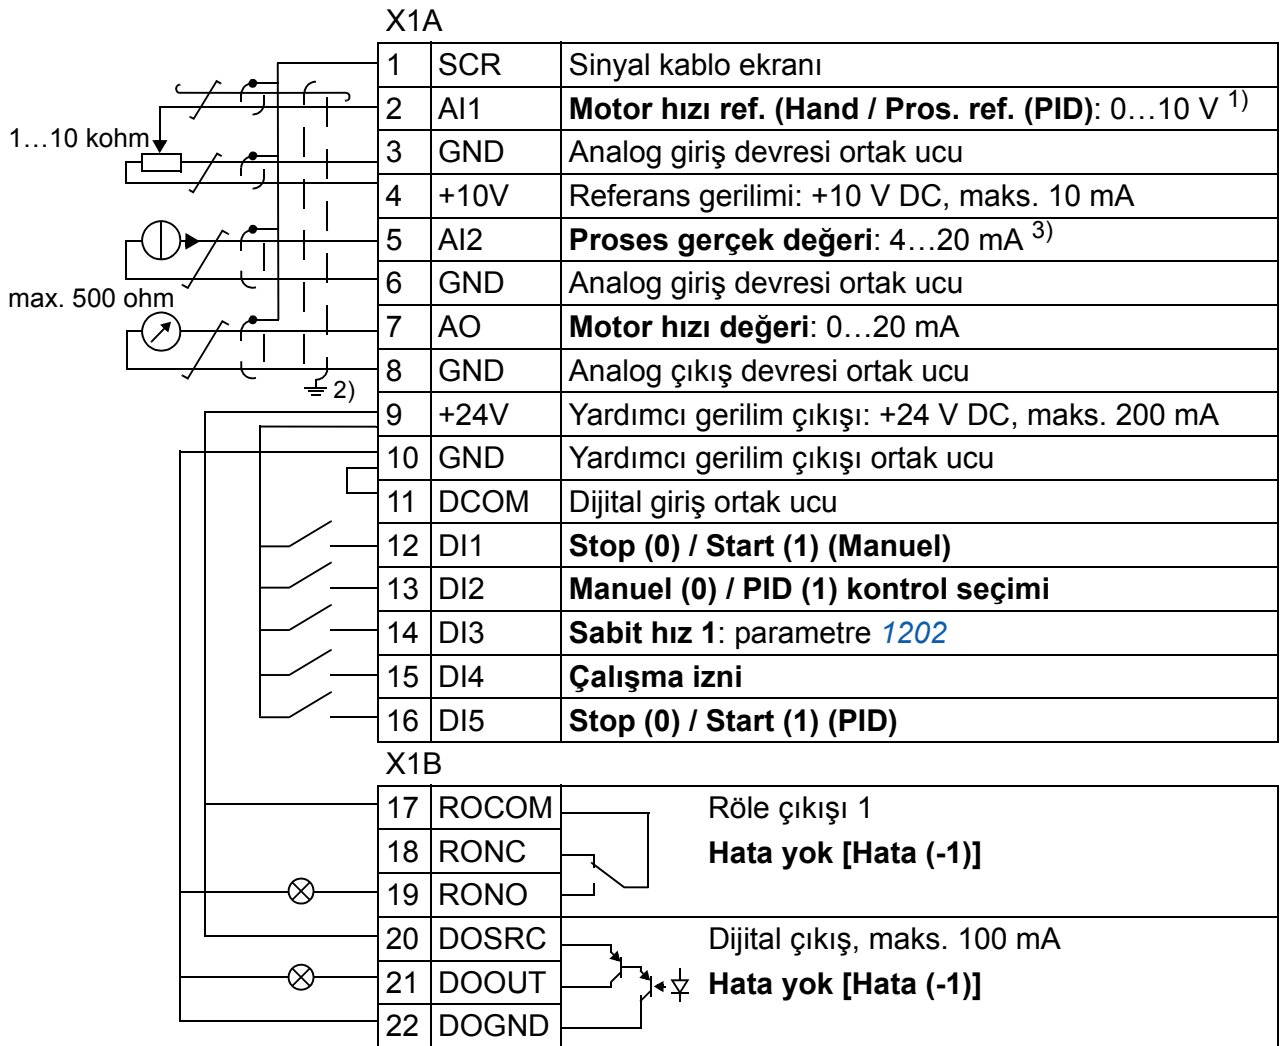 X1A
1 SCR Sinyal kablo ekranı
2 AI1 Motor hızı ref. (Hand / Pros. ref. (PID): 0…10 V 1)
1…10 kohm
3 GND Analog giriş devresi ortak ucu
4 +10V Referans gerilimi: +10 V DC, maks. 10 mA
5 AI2 Proses gerçek değeri: 4…20 mA 3)
6 GND Analog giriş devresi ortak ucu
max. 500 ohm
7 AO Motor hızı değeri: 0…20 mA
8 GND Analog çıkış devresi ortak ucu
2)
9 +24V Yardımcı gerilim çıkışı: +24 V DC, maks. 200 mA
10 GND Yardımcı gerilim çıkışı ortak ucu
11 DCOM Dijital giriş ortak ucu
12 DI1 Stop (0) / Start (1) (Manuel)
13 DI2 Manuel (0) / PID (1) kontrol seçimi
14 DI3 Sabit hız 1: parametre 1202
15 DI4 Çalışma izni
16 DI5 Stop (0) / Start (1) (PID)
X1B
17 ROCOM Röle çıkışı 1
18 RONC Hata yok [Hata (-1)]
19 RONO
20 DOSRC Dijital çıkış, maks. 100 mA
21 DOOUT Hata yok [Hata (-1)]
22 DOGND